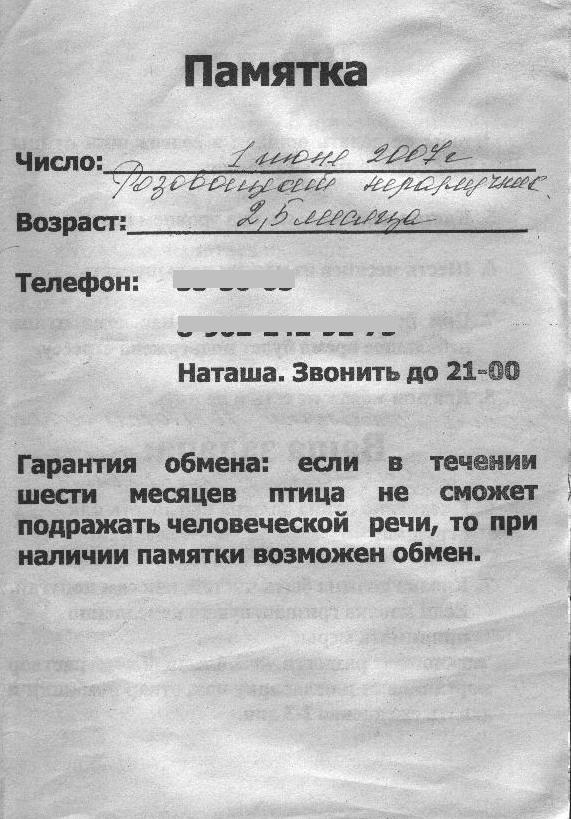 Памятка
Число: 1 июня 2007г
Розовощекий неразлучник.
Возраст: 2,5 месяца
Телефон:
Наташа. Звонить до 21-00
Гарантия обмена: если в течении
шести месяцев птица не сможет
подражать человеческой речи, то при
наличии памятки возможен обмен.